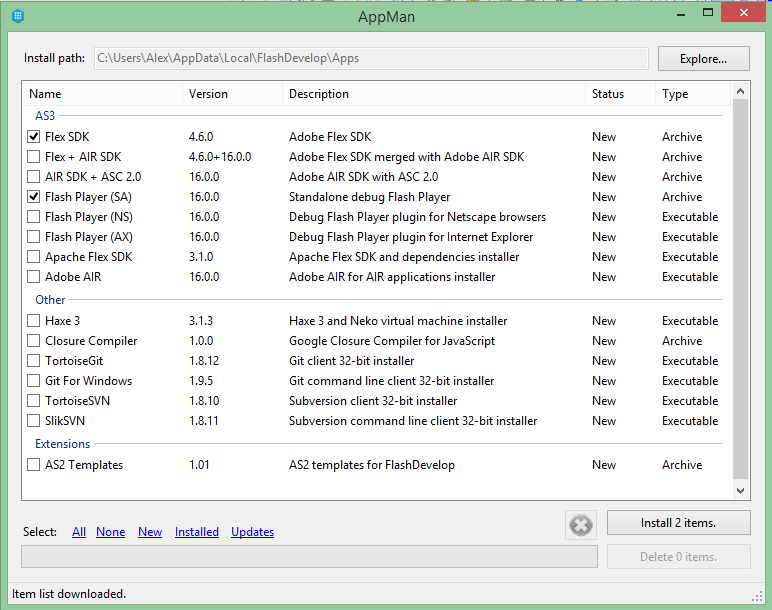 AppMan
Install path: C:\Users\Alex\AppData\Local\FlashDevelop\Apps Explore...
Name Version Description Status Type
AS3
Flex SDK 4.6.0 Adobe Flex SDK New Archive
Flex + AIR SDK 4.6.0+16.0.0 Adobe Flex SDK merged with Adobe AIR SDK New Archive
AIR SDK + ASC 2.0 16.0.0 Adobe AIR SDK with ASC 2.0 New Archive
Flash Player (SA) 16.0.0 Standalone debug Flash Player New Archive
Flash Player (NS) 16.0.0 Debug Flash Player plugin for Netscape browsers New Executable
Flash Player (AX) 16.0.0 Debug Flash Player plugin for Internet Explorer New Executable
Apache Flex SDK 3.1.0 Apache Flex SDK and dependencies installer New Executable
Adobe AIR 16.0.0 Adobe AIR for AIR applications installer New Executable
Other
Haxe 3 3.1.3 Haxe 3 and Neko virtual machine installer New Executable
Closure Compiler 1.0.0 Google Closure Compiler for JavaScript New Archive
TortoiseGit 1.8.12 Git client 32-bit installer New Executable
Git For Windows 1.9.5 Git command line client 32-bit installer New Executable
TortoiseSVN 1.8.10 Subversion client 32-bit installer New Executable
SlikSVN 1.8.11 Subversion command line client 32-bit installer New Executable
Extensions
AS2 Templates 1.01 AS2 templates for FlashDevelop New Archive
Select: All None New Installed Updates Install 2 items.
Delete 0 items.
Item list downloaded.